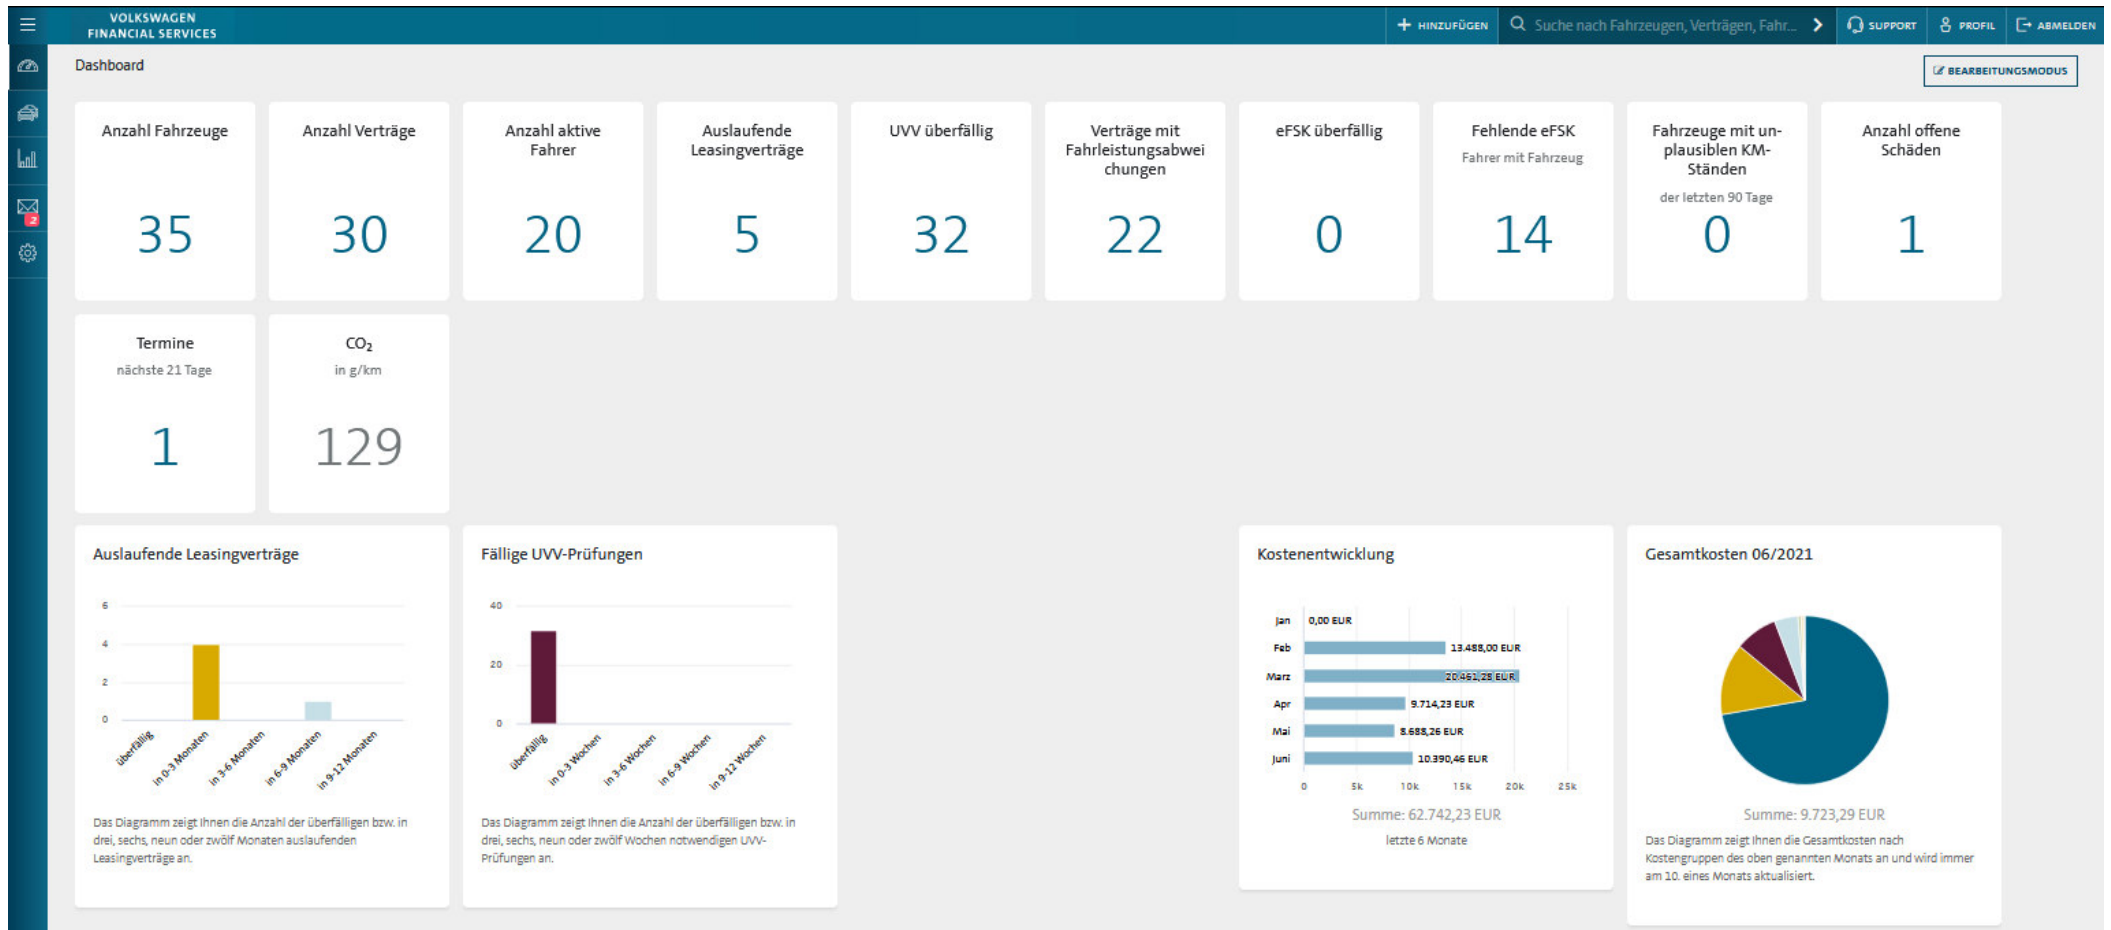 VOLKSWAGEN
FINANCIAL SERVICES
HINZUFÜGEN
Suche nach Fahrzeugen, Verträgen, Fahr...
SUPPORT
PROFIL
ABMELDEN
Dashboard
BEARBEITUNGSMODUS
2
Anzahl Fahrzeuge
35
Anzahl Verträge
30
Anzahl aktive
Fahrer
20
Auslaufende
Leasingverträge
5
UVV überfällig
32
Verträge mit
Fahrleistungsabwei
chungen
22
eFSK überfällig
0
Fehlende eFSK
Fahrer mit Fahrzeug
14
Fahrzeuge mit un-
plausiblen KM-
Ständen
der letzten 90 Tage
0
Anzahl offene
Schäden
1
Termine
nächste 21 Tage
1
CO₂
in g/km
129
Auslaufende Leasingverträge
6
4
2
0
überfällig
in 0-3 Monaten
in 3-6 Monaten
in 6-9 Monaten
in 9-12 Monaten
Das Diagramm zeigt Ihnen die Anzahl der überfälligen bzw. in
drei, sechs, neun oder zwölf Monaten auslaufenden
Leasingverträge an.
Fällige UVV-Prüfungen
40
20
0
überfällig
in 0-3 Wochen
in 3-6 Wochen
in 6-9 Wochen
in 9-12 Wochen
Das Diagramm zeigt Ihnen die Anzahl der überfälligen bzw. in
drei, sechs, neun oder zwölf Wochen notwendigen UVV-
Prüfungen an.
Kostenentwicklung
Jan 0,00 EUR
Feb 13.488,00 EUR
Marz 20.461,28 EUR
Apr 9.714,23 EUR
Mai 8.688,26 EUR
Juni 10.390,46 EUR
0 5k 10k 15k 20k 25k
Summe: 62.742,23 EUR
letzte 6 Monate
Gesamtkosten 06/2021
Summe: 9.723,29 EUR
Das Diagramm zeigt Ihnen die Gesamtkosten nach
Kostengruppen des oben genannten Monats an und wird immer
am 10. eines Monats aktualisiert.